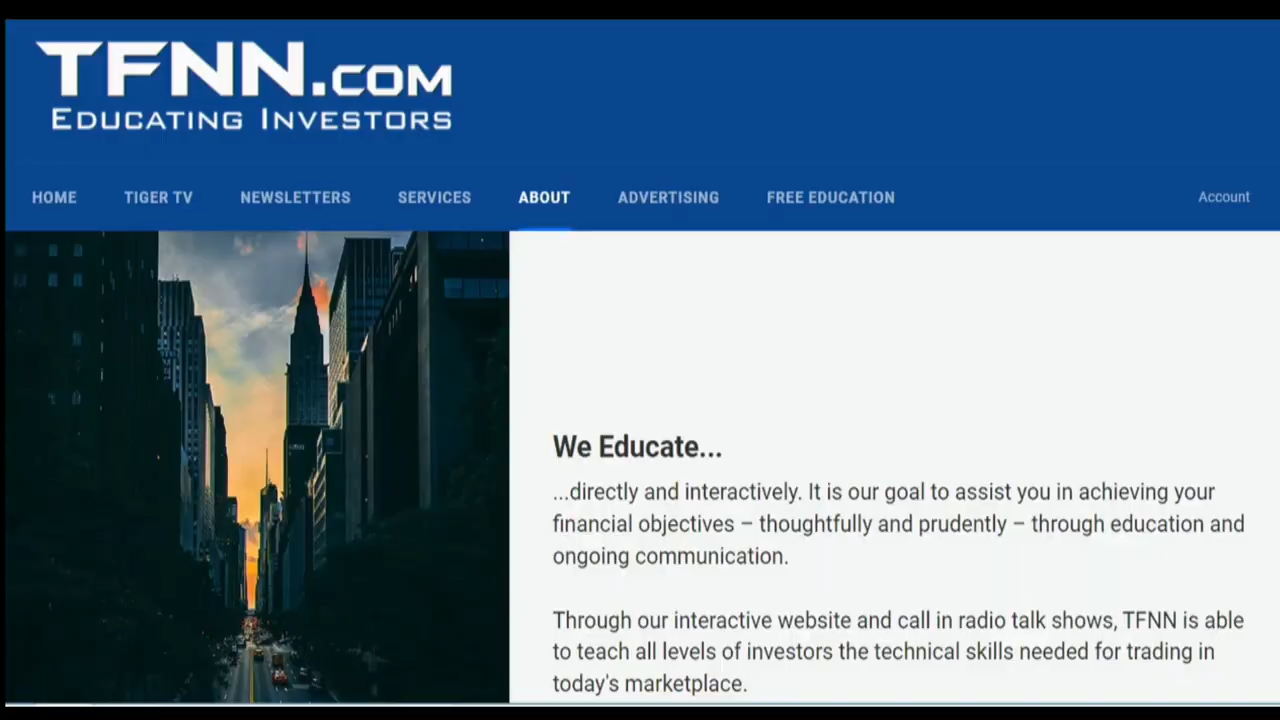 TFNN.COM
EDUCATING INVESTORS
HOME TIGER TV NEWSLETTERS SERVICES ABOUT ADVERTISING FREE EDUCATION Account
We Educate...
...directly and interactively. It is our goal to assist you in achieving your
financial objectives – thoughtfully and prudently – through education and
ongoing communication.
Through our interactive website and call in radio talk shows, TFNN is able
to teach all levels of investors the technical skills needed for trading in
today's marketplace.